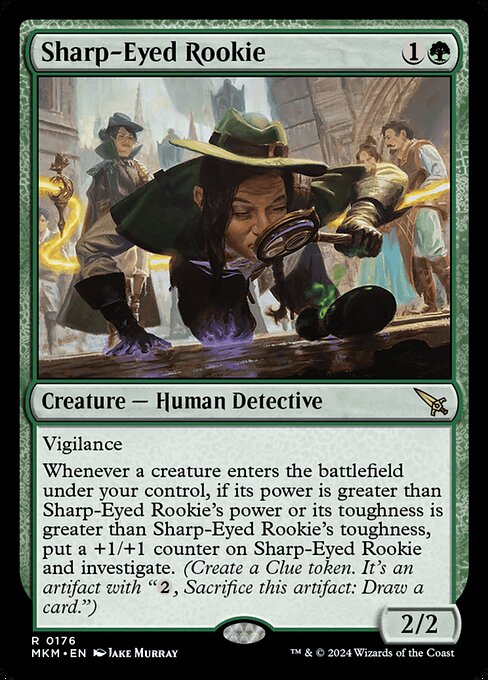 Sharp-Eyed Rookie 1
Creature — Human Detective
Vigilance
Whenever a creature enters the battlefield
under your control, if its power is greater than
Sharp-Eyed Rookie's power or its toughness is
greater than Sharp-Eyed Rookie's toughness,
put a +1/+1 counter on Sharp-Eyed Rookie
and investigate. (Create a Clue token. It's an
artifact with “2, Sacrifice this artifact: Draw a
card.”)
2/2
R 0176
MKM • EN Jake Murray
™ & © 2024 Wizards of the Coast